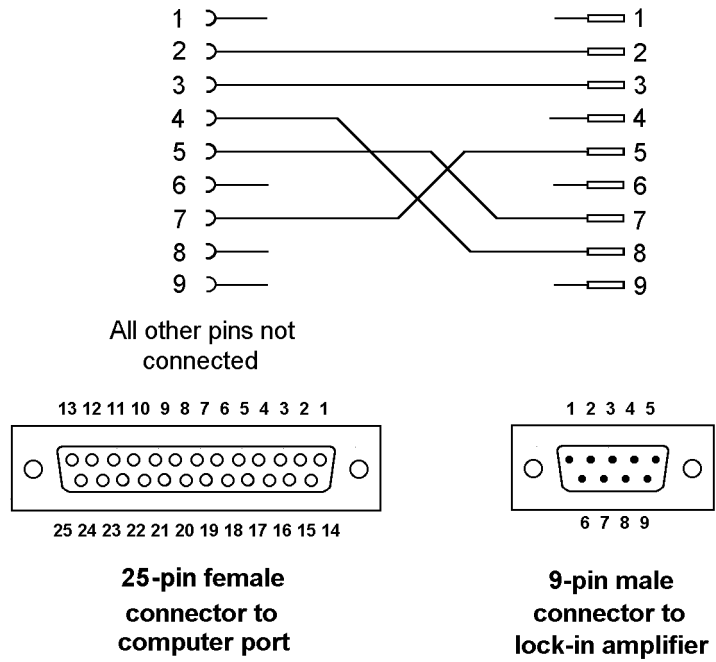 1 1
2 2
3 3
4 4
5 5
6 6
7 7
8 8
9 9
All other pins not
connected
13 12 11 10 9 8 7 6 5 4 3 2 1
1 2 3 4 5
25 24 23 22 21 20 19 18 17 16 15 14
6 7 8 9
25-pin female
connector to
computer port
9-pin male
connector to
lock-in amplifier